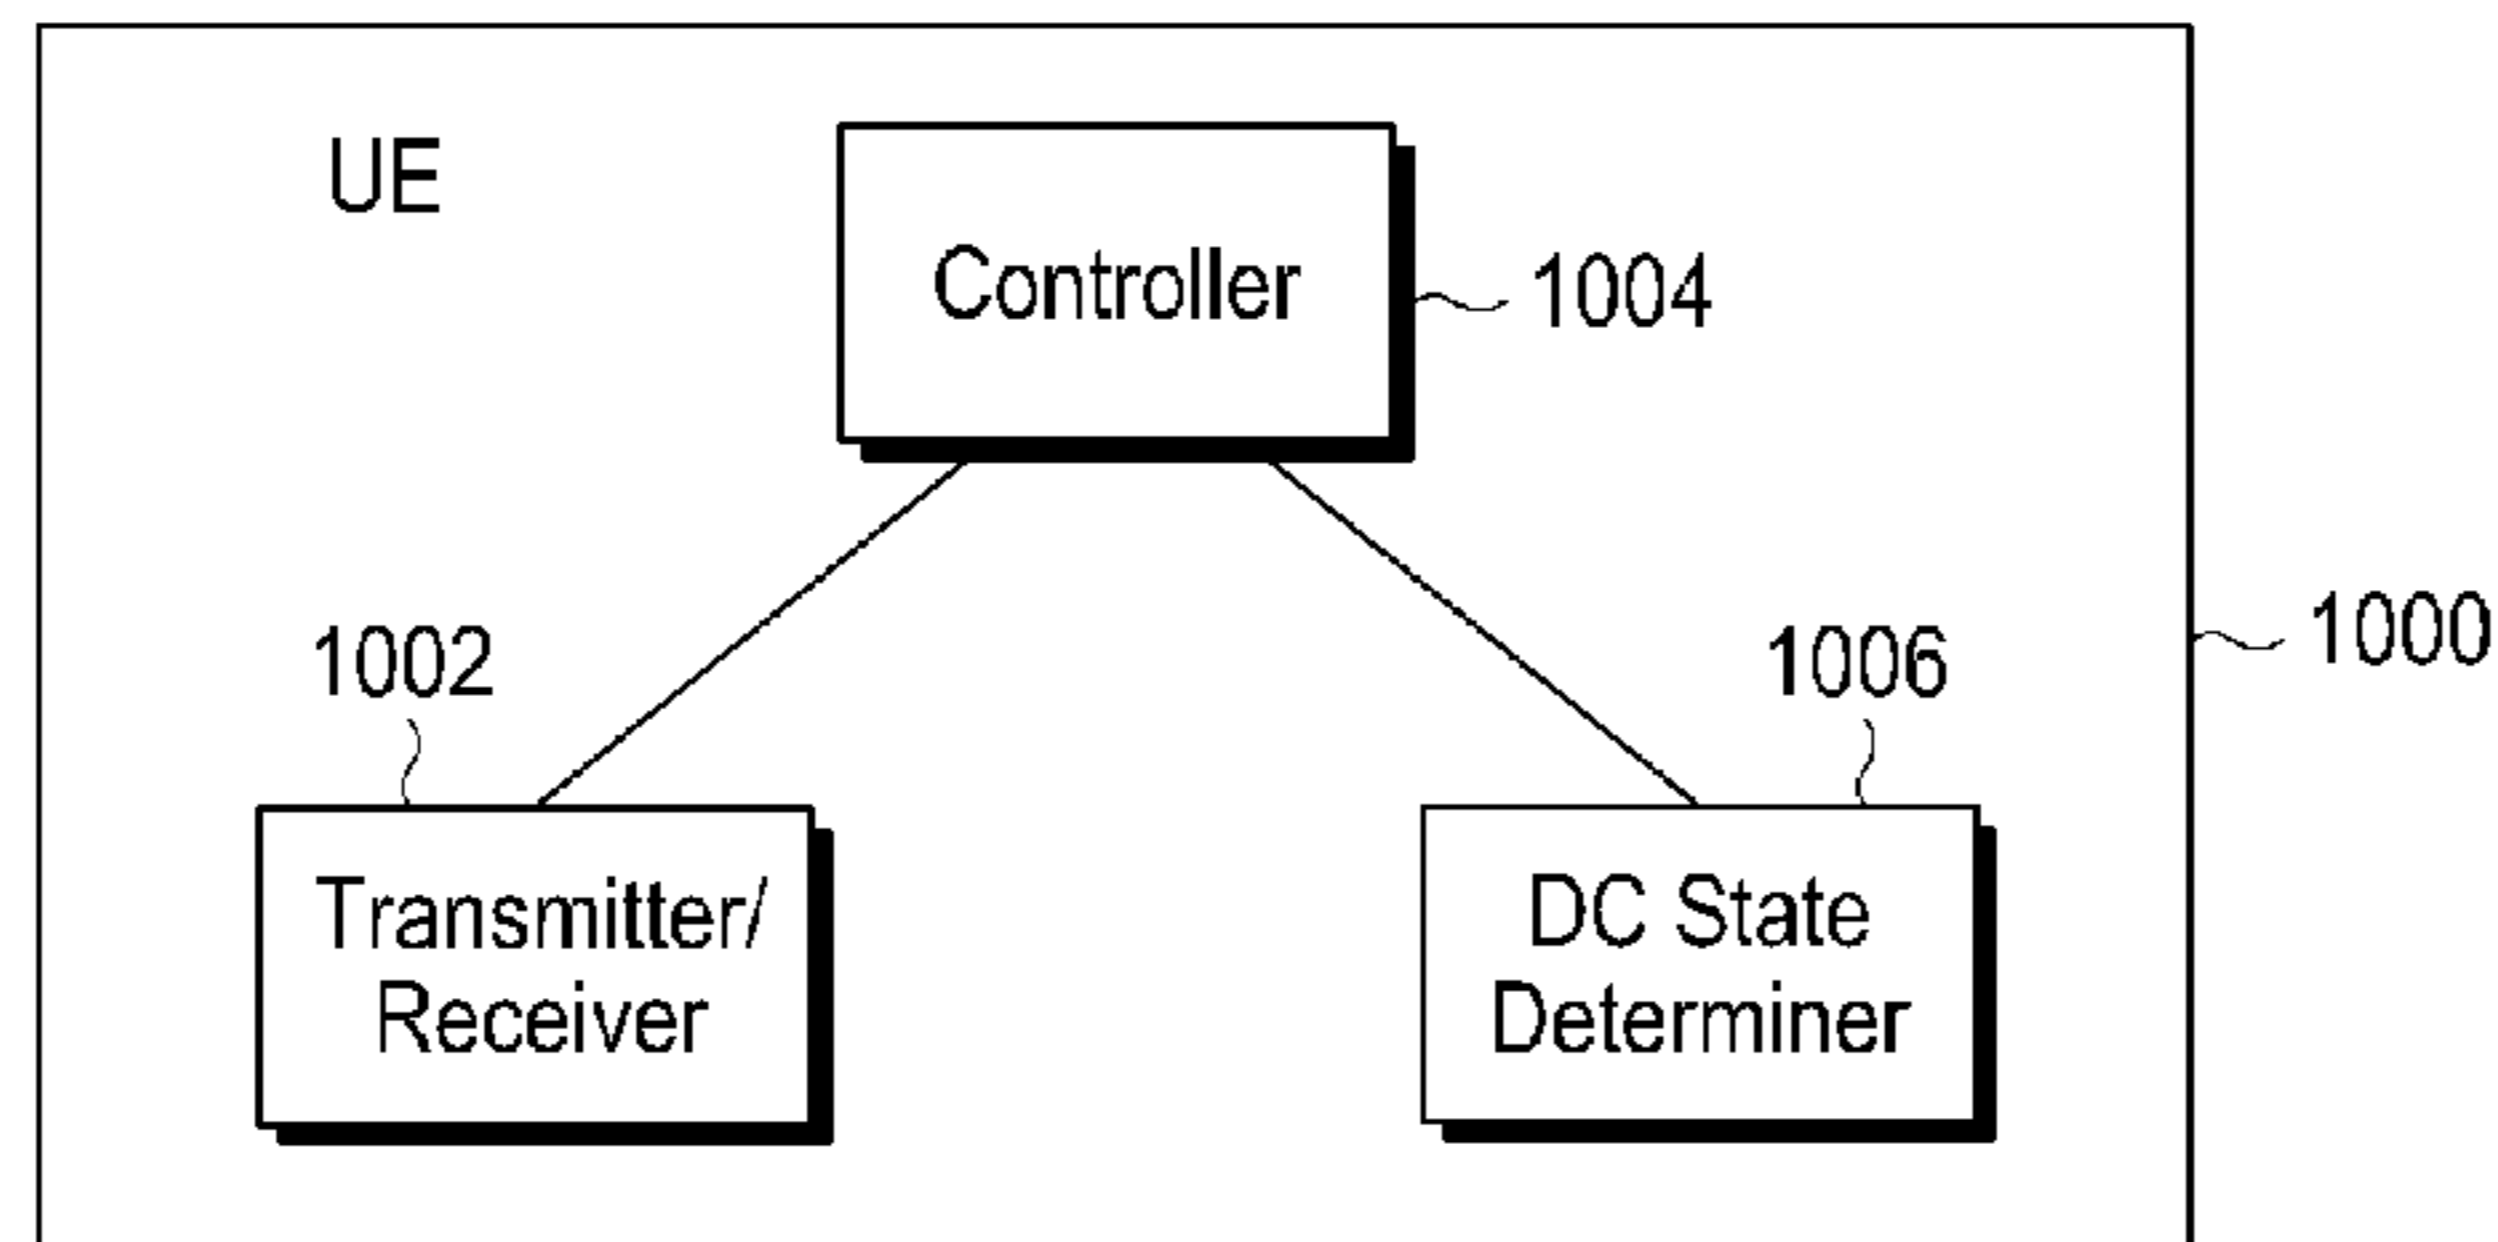 UE
Controller
1004
1000
1002
1006
Transmitter/
Receiver
DC State
Determiner